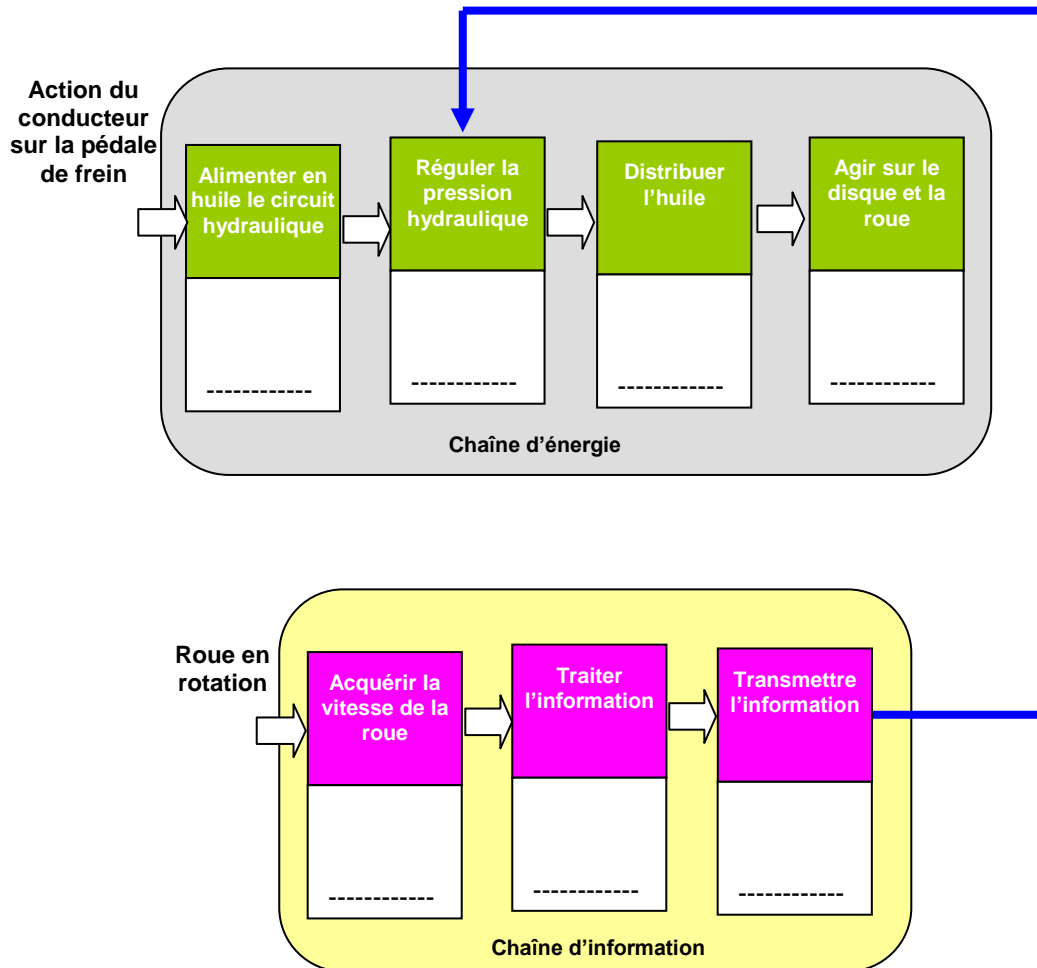 Action du
conducteur
sur la pédale
de frein
Alimenter en
huile le circuit
hydraulique
------------
Réguler la
pression
hydraulique
------------
Distribuer
l’huile
------------
Agir sur le
disque et la
roue
------------
Chaîne d’énergie
Roue en
rotation
Acquérir la
vitesse de la
roue
------------
Traiter
l’information
------------
Transmettre
l’information
------------
Chaîne d’information